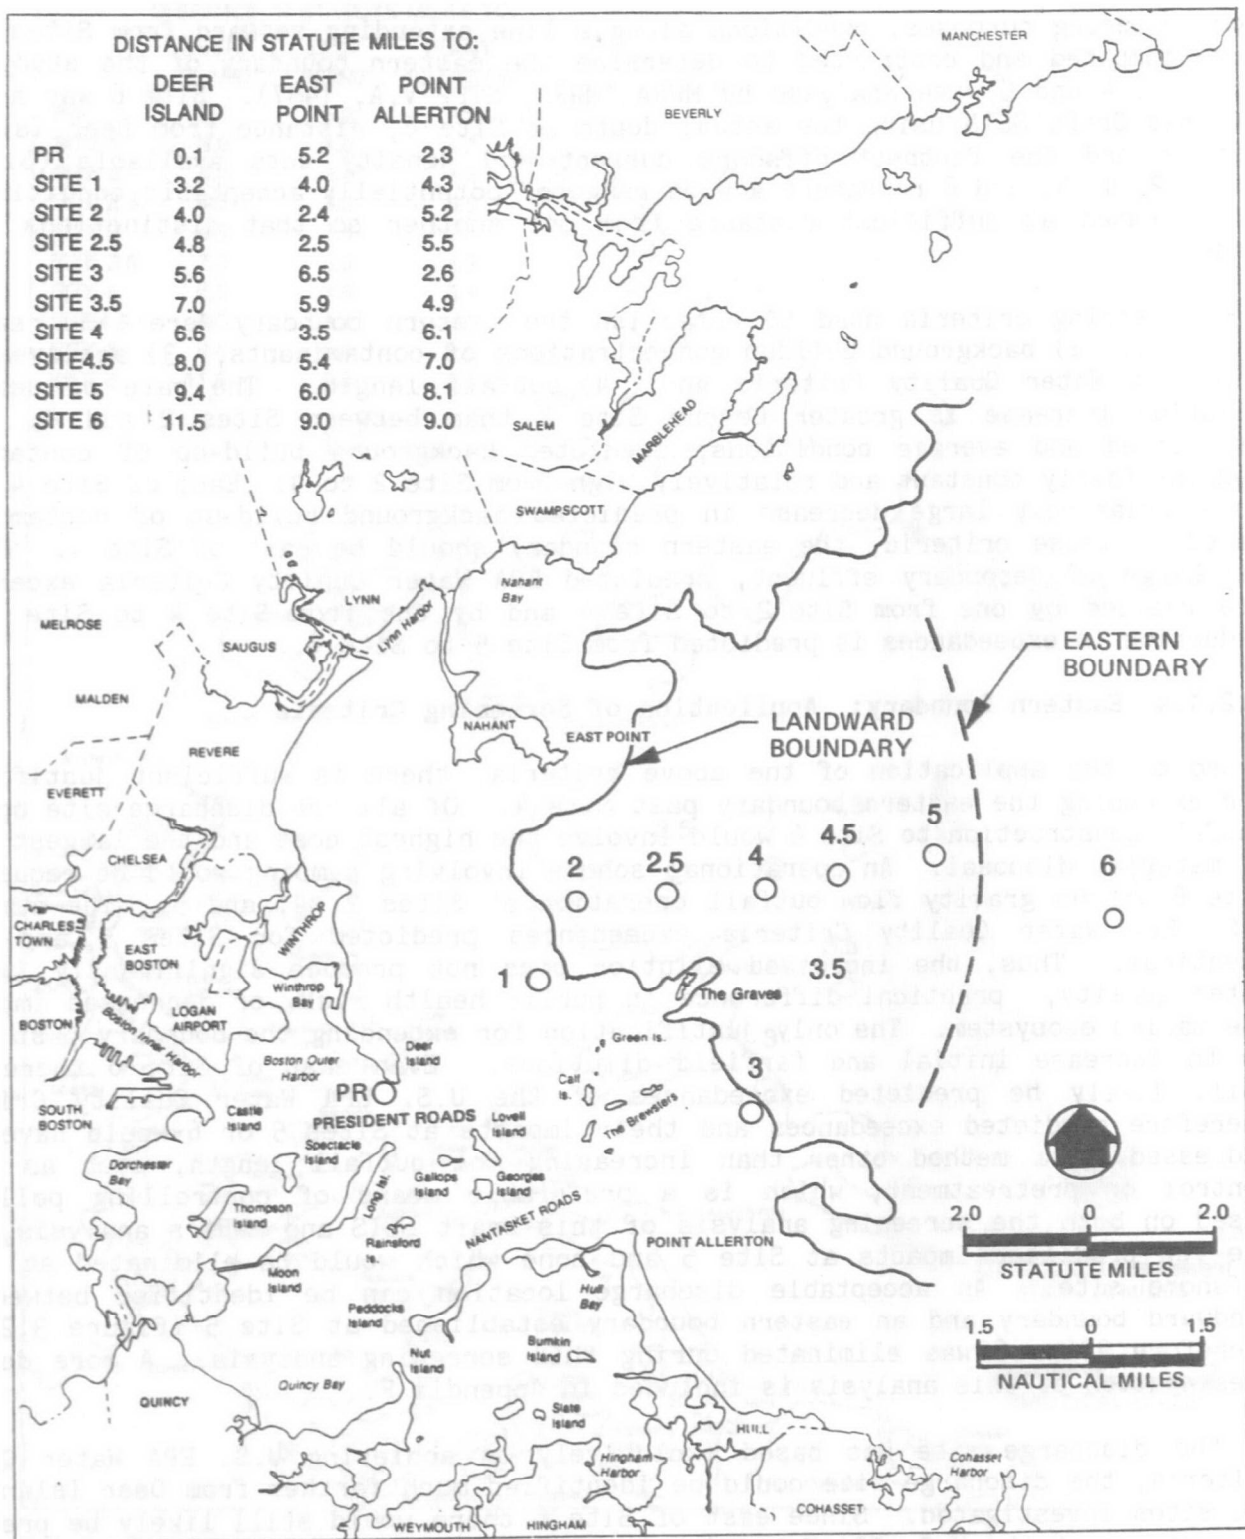 DISTANCE IN STATUTE MILES TO:
DEER ISLAND EAST POINT POINT ALLERTON
PR 0.1 5.2 2.3
SITE 1 3.2 4.0 4.3
SITE 2 4.0 2.4 5.2
SITE 2.5 4.8 2.5 5.5
SITE 3 5.6 6.5 2.6
SITE 3.5 7.0 5.9 4.9
SITE4.5 8.0 5.4 7.0
SITE 5 9.4 6.0 8.1
SITE 6 11.5 9.0 9.0
MANCHESTER
BEVERLY
SALEM
MARBLEHEAD
SWAMPSCOTT
Nahant
Bay
LYNN
Lynn Harbor
MELROSE
SAUGUS
MALDEN
REVERE
NAHANT
EAST POINT
EASTERN
BOUNDARY
LANDWARD
BOUNDARY
EVERETT
CHELSEA
5
4.5
4
2.5
2
6
CHARLES
TOWN
EAST
BOSTON
WINTHROP
Winthrop
Bay
1
3.5
The Graves
BOSTON
Boston Inner Harbor
LOGAN
AIRPORT
Boston Outer
Harbor
Deer
Island
Green Is.
Calf
Is.
The Brewsters
3
PR
PRESIDENT ROADS
SOUTH
BOSTON
Castle
Island
Spectacle
Island
Lovell
Island
Dorchester
Bay
Long Isl.
Gallops
Island
Georges
Island
Thompson
Island
Rainsford
Is.
NANTASKET ROADS
POINT ALLERTON
2.0 0 2.0
STATUTE MILES
Moon
Island
Peddocks
Island
Hull
Bay
1.5 0 1.5
NAUTICAL MILES
Nut
Island
Bumkin
Island
QUINCY
Quincy Bay
Slate
Island
HULL
Hingham
Harbor
Cohasset
Harbor
COHASSET
WEYMOUTH
HINGHAM